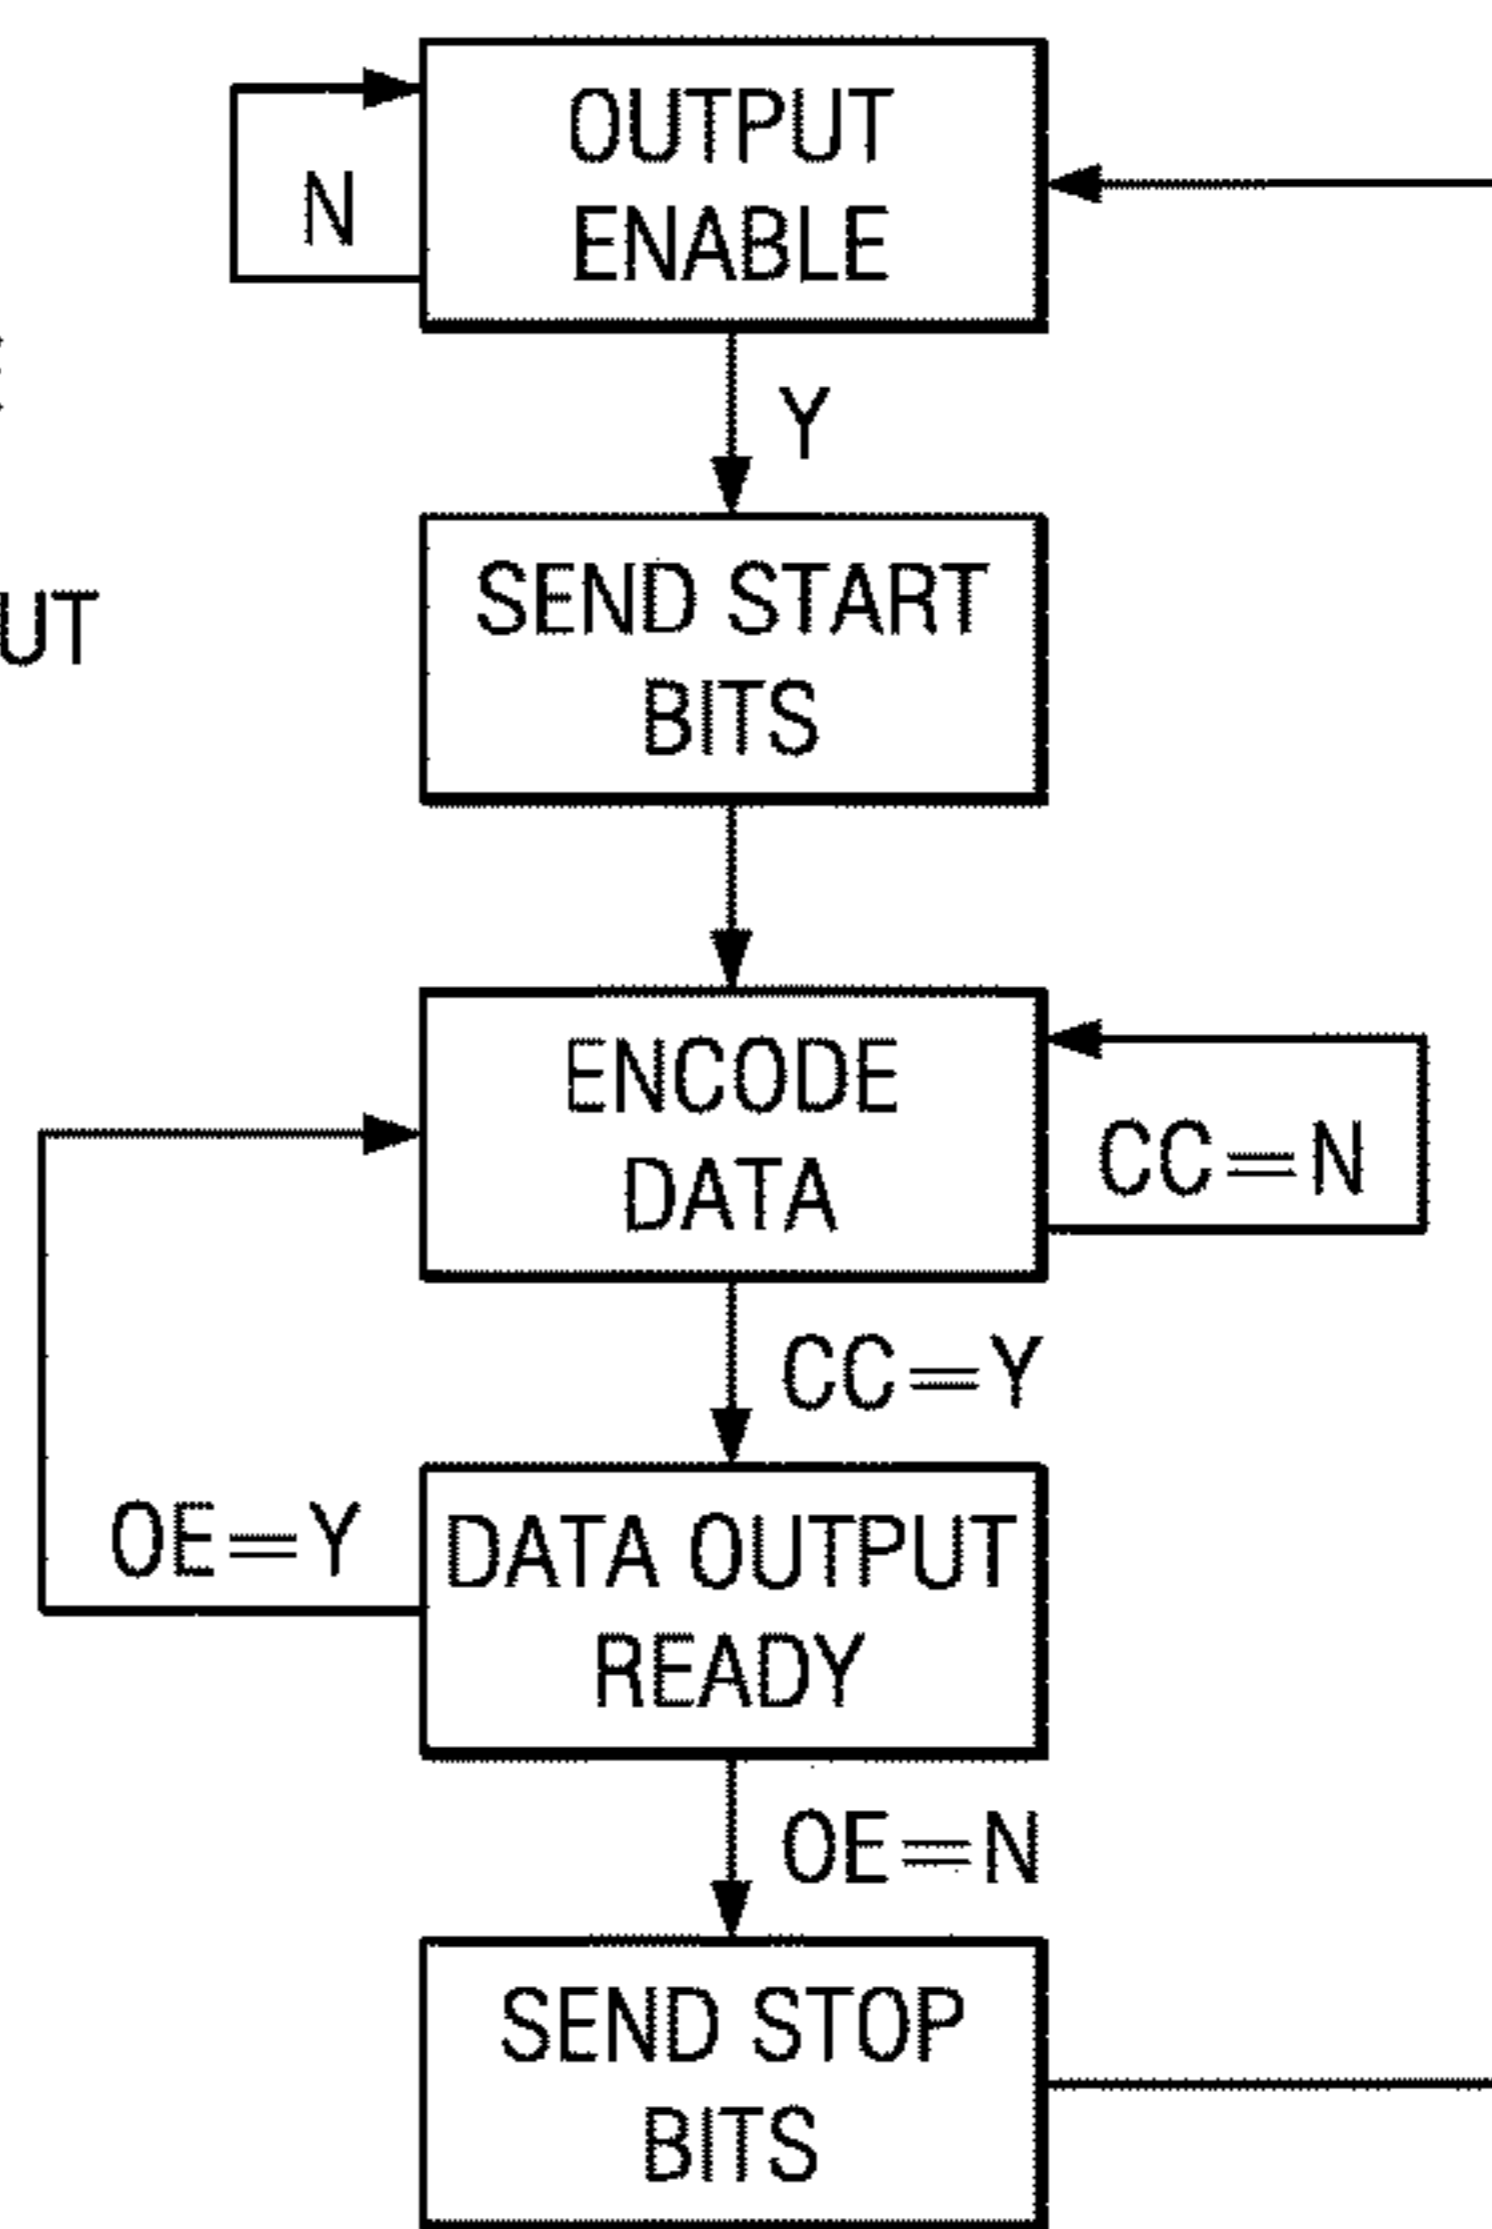 OUTPUT
ENABLE
N
Y
UT
SEND START
BITS
ENCODE
DATA
CC=N
CC=Y
OE=Y
DATA OUTPUT
READY
OE=N
SEND STOP
BITS